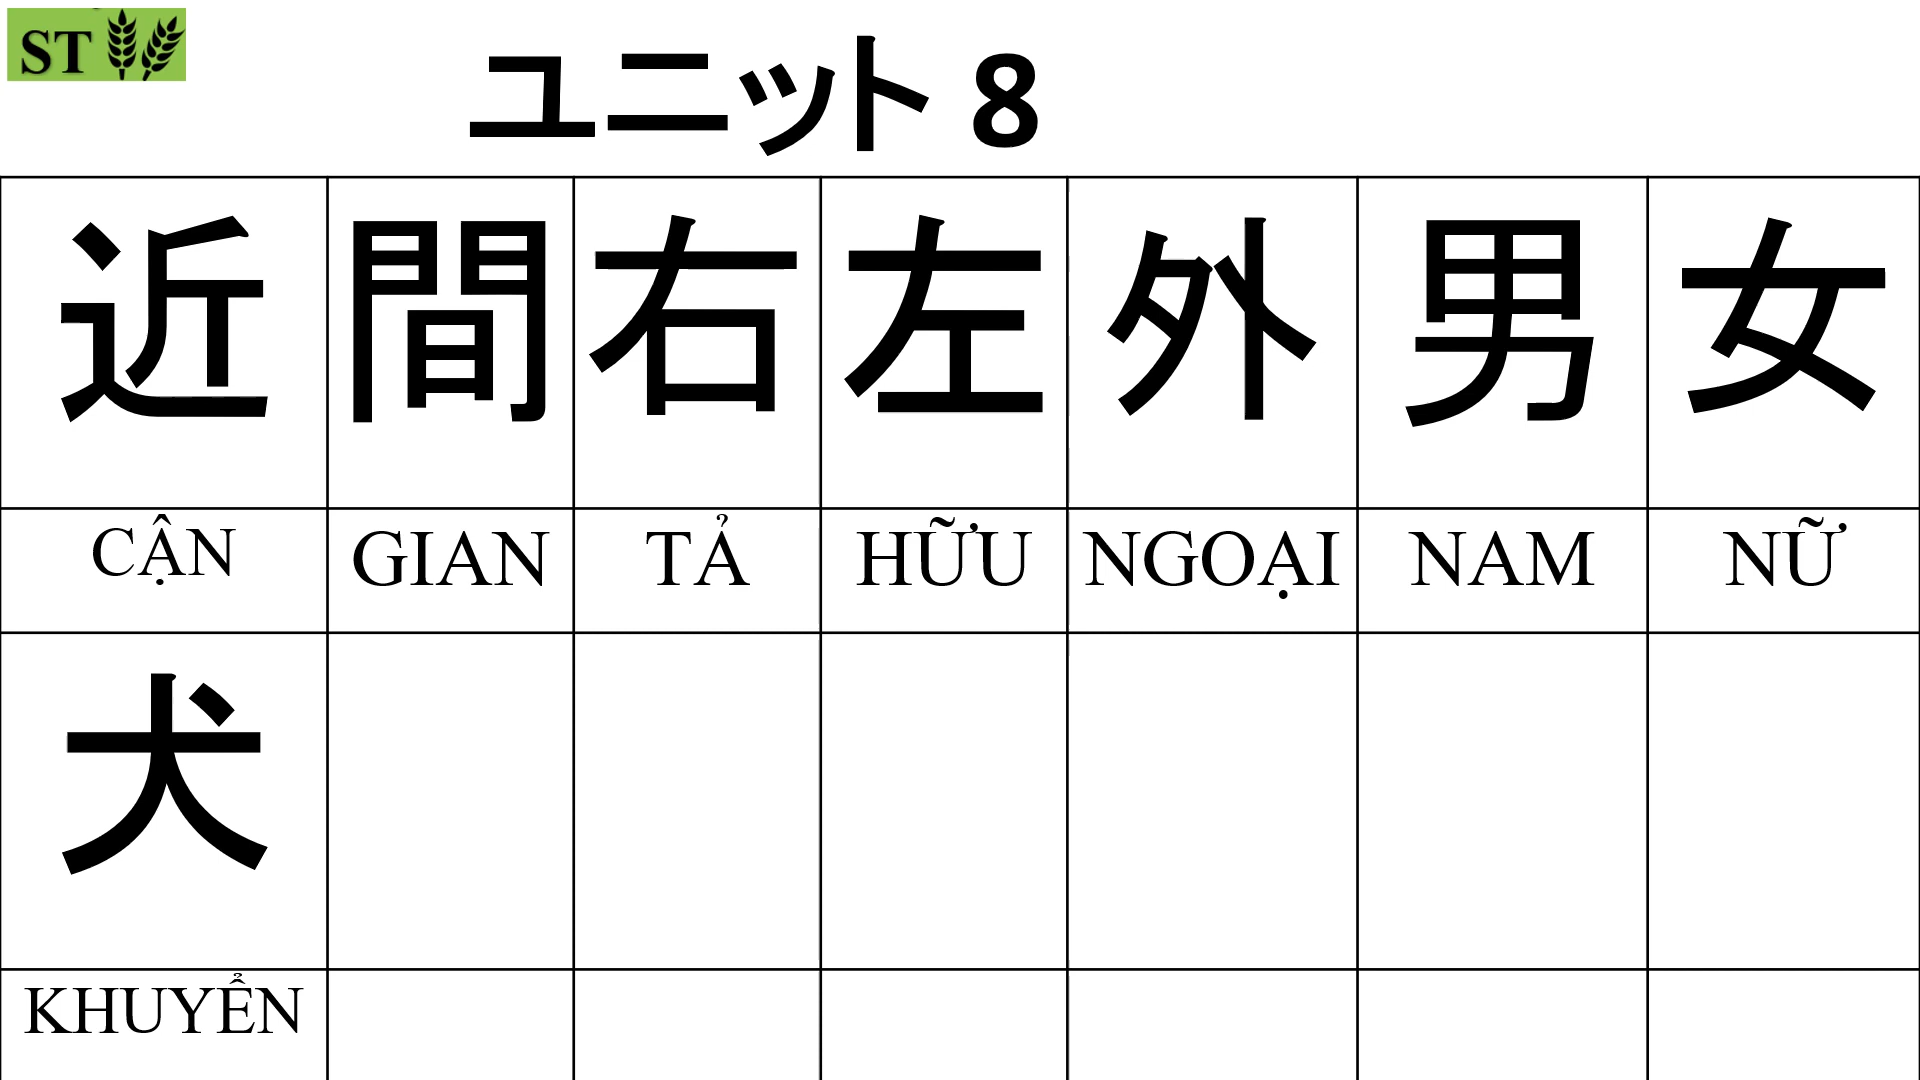 ST
ユニット 8
近 間 右 左 外 男 女
CẬN GIAN TẢ HỮU NGOẠI NAM NỮ
犬
KHUYỂN